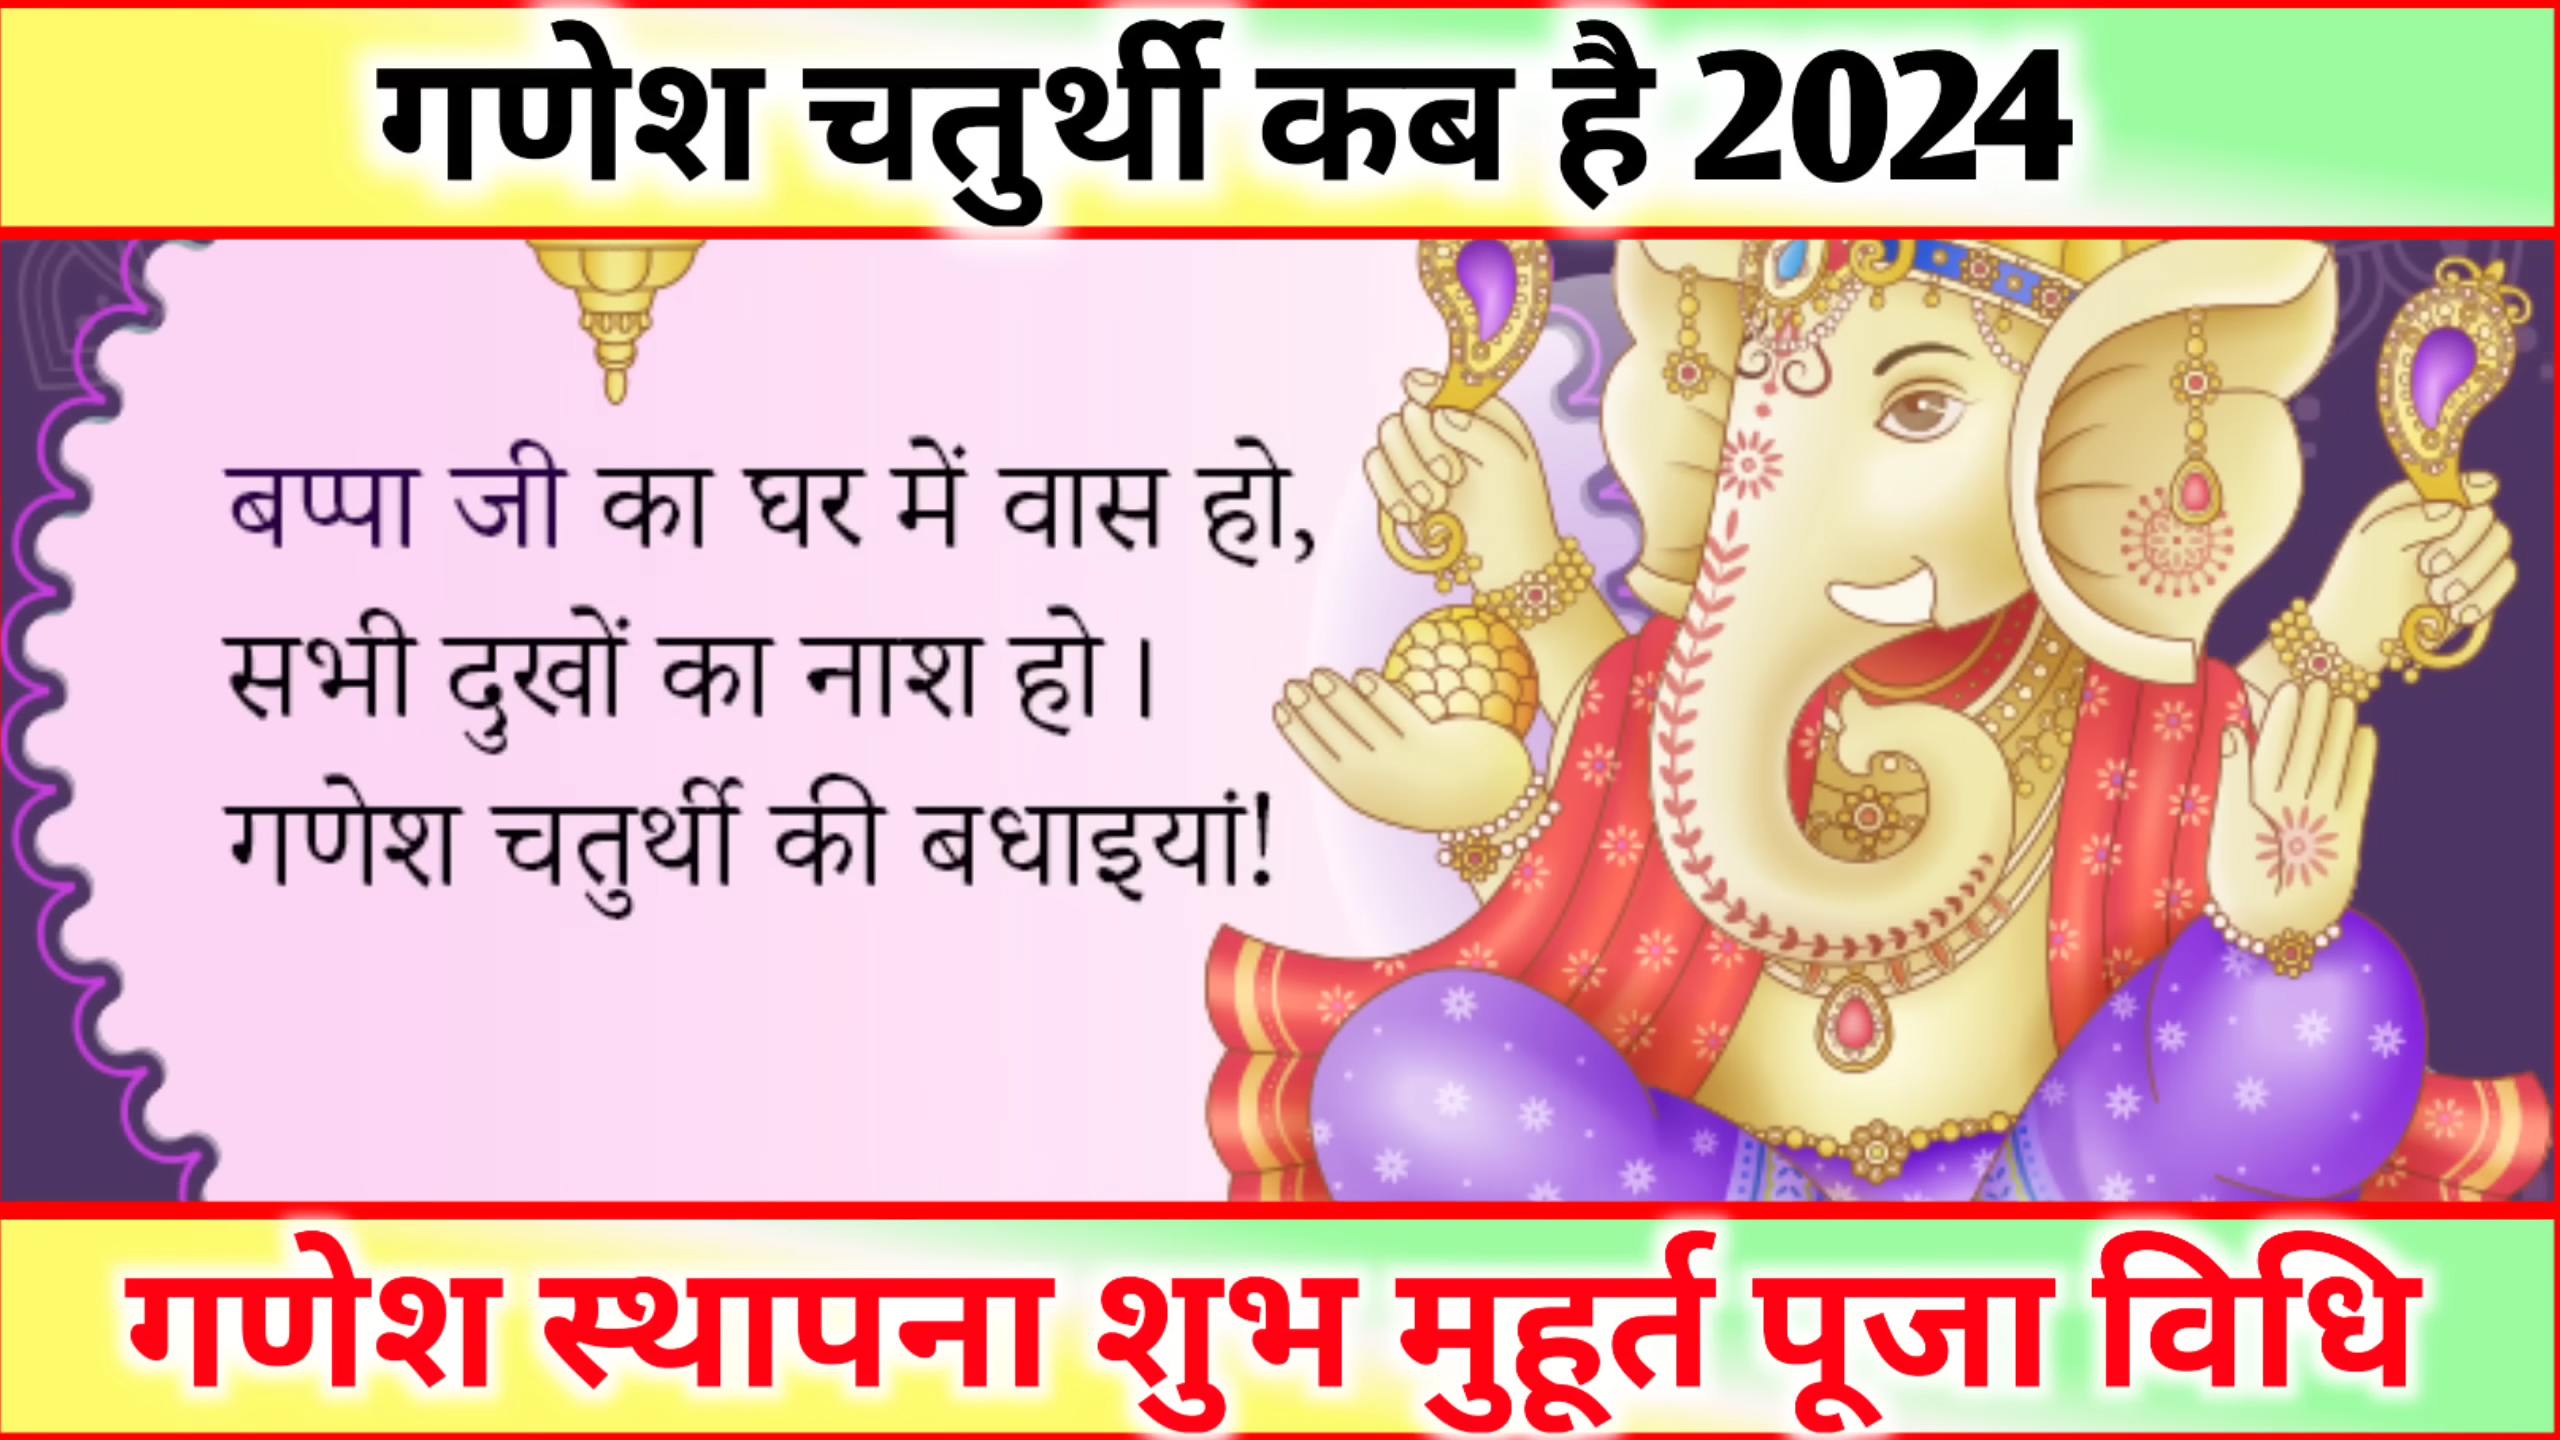 गणेश चतुर्थी कब है 2024
बप्पा जी का घर में वास हो,
सभी दुखों का नाश हो।
गणेश चतुर्थी की बधाइयां!
गणेश स्थापना शुभ मुहूर्त पूजा विधि